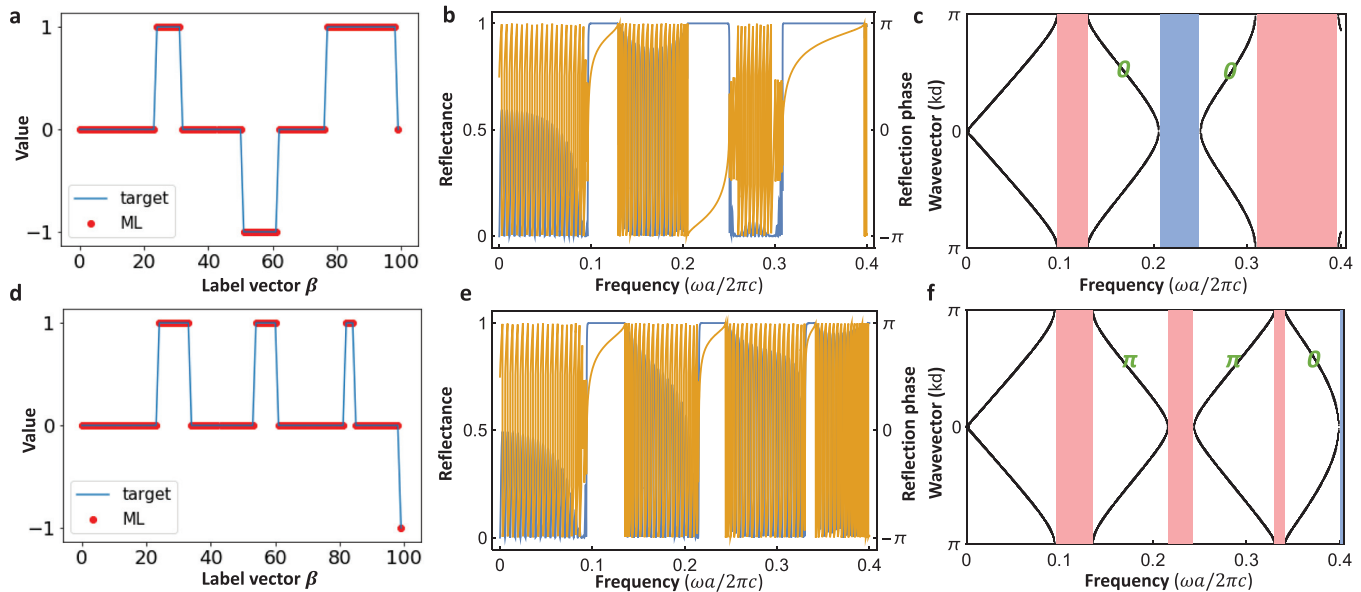 a
1
0
−1
Value
target
ML
0
20
40
60
80
100
Label vector β
b
1
0.5
0
Reflectance
π
0
−π
Reflection phase
0
0.1
0.2
0.3
0.4
Frequency (ωa/2πc)
c
π
0
π
Wavevector (kd)
0
0
0
0.1
0.2
0.3
0.4
Frequency (ωa/2πc)
d
1
0
−1
Value
target
ML
0
20
40
60
80
100
Label vector β
e
1
0.5
0
Reflectance
π
0
−π
Reflection phase
0
0.1
0.2
0.3
0.4
Frequency (ωa/2πc)
f
π
0
π
Wavevector (kd)
π
π
0
0
0.1
0.2
0.3
0.4
Frequency (ωa/2πc)